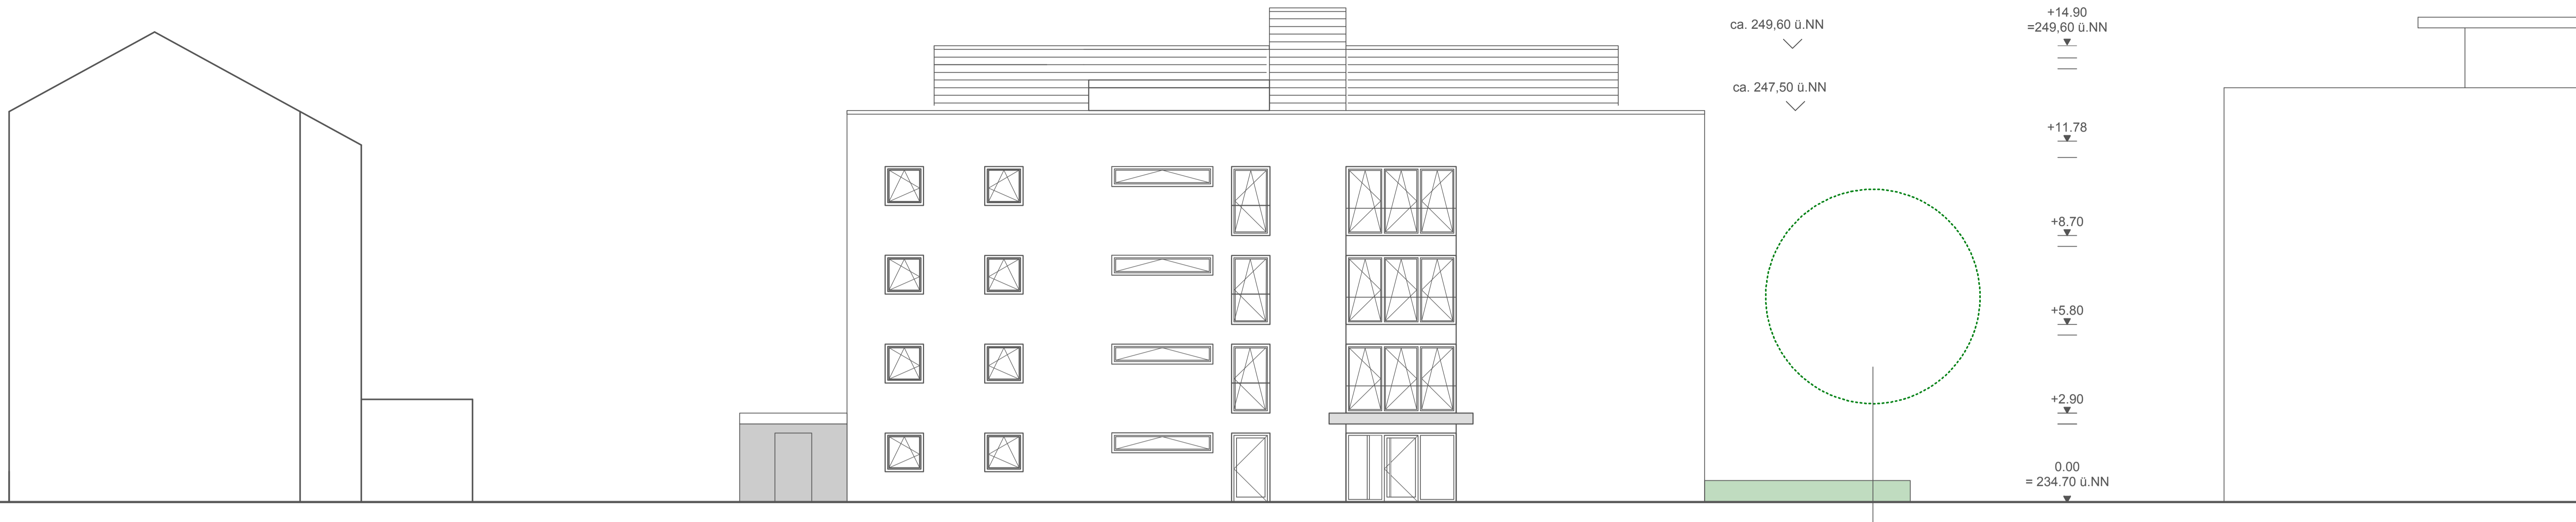 ca. 249,60 ü.NN
ca. 247,50 ü.NN
+14.90
=249,60 ü.NN
+11.78
+8.70
+5.80
+2.90
0.00
= 234.70 ü.NN